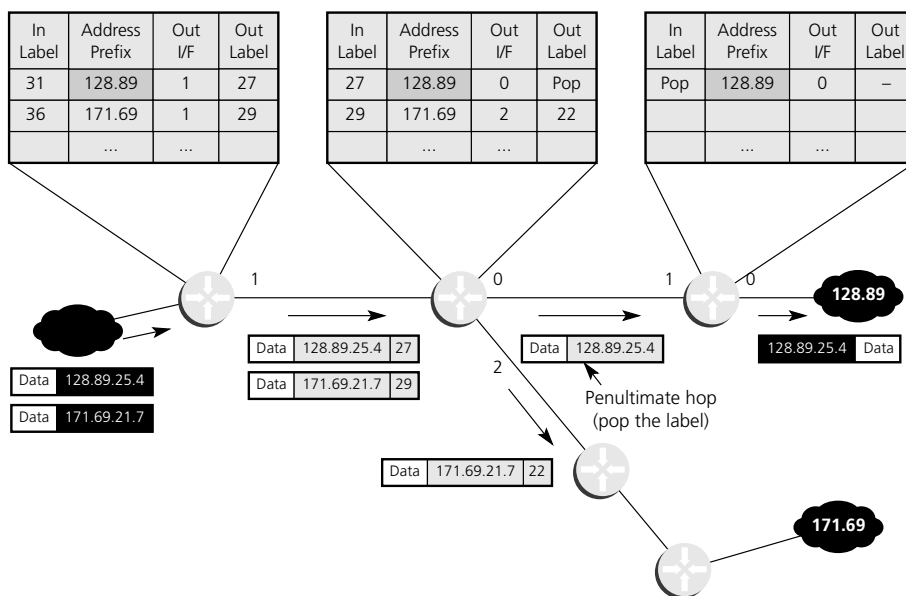 In Label Address Prefix Out I/F Out Label
31 128.89 1 27
36 171.69 1 29
... ...
In Label Address Prefix Out I/F Out Label
27 128.89 0 Pop
29 171.69 2 22
... ...
In Label Address Prefix Out I/F Out Label
Pop 128.89 0 –
... ...
1
0
1
0
128.89
Data 128.89.25.4 27
Data 171.69.21.7 29
Data 128.89.25.4
128.89.25.4 Data
Data 128.89.25.4
Data 171.69.21.7
2
Penultimate hop
(pop the label)
Data 171.69.21.7 22
171.69